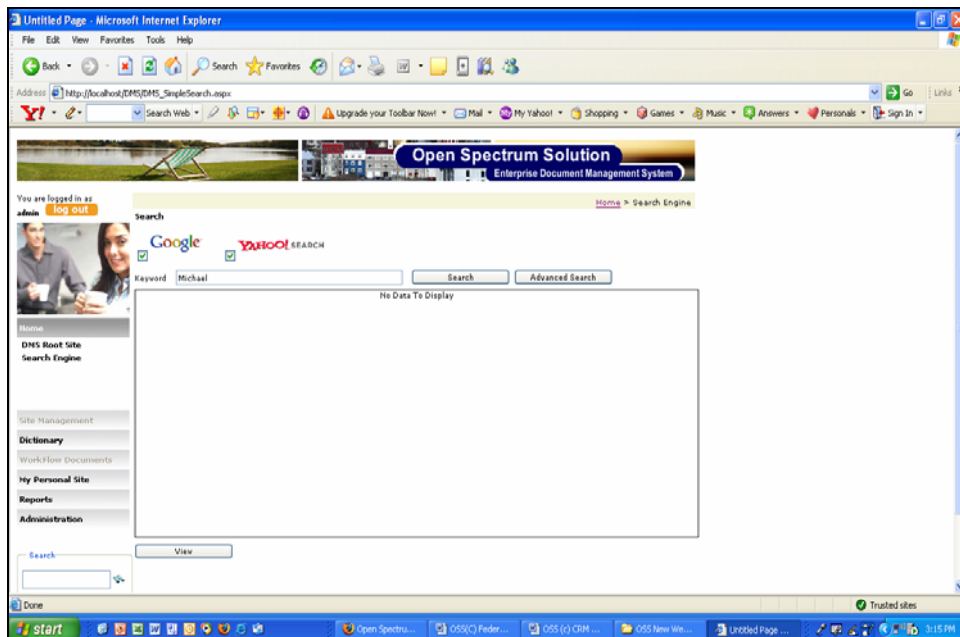 Untitled Page - Microsoft Internet Explorer
File Edit View Favorites Tools Help
Back Search Favorites
Address http://localhost/DMS/DMS_SimpleSearch.aspx Go Links
Y! Search Web Upgrade your Toolbar Now! Mail My Yahoo! Shopping Games Music Answers Personals Sign In
Open Spectrum Solution
Enterprise Document Management System
You are logged in as
admin log out
Home > Search Engine
Search
Google YAHOO! SEARCH
Keyword Michael Search Advanced Search
No Data To Display
Home
DMS Root Site
Search Engine
Site Management
Dictionary
WorkFlow Documents
My Personal Site
Reports
Administration
View
Search
Done Trusted sites
start Open Spectru... OSS(C) Feder... OSS (c) CRM ... OSS New We... Untitled Page ... 3:15 PM